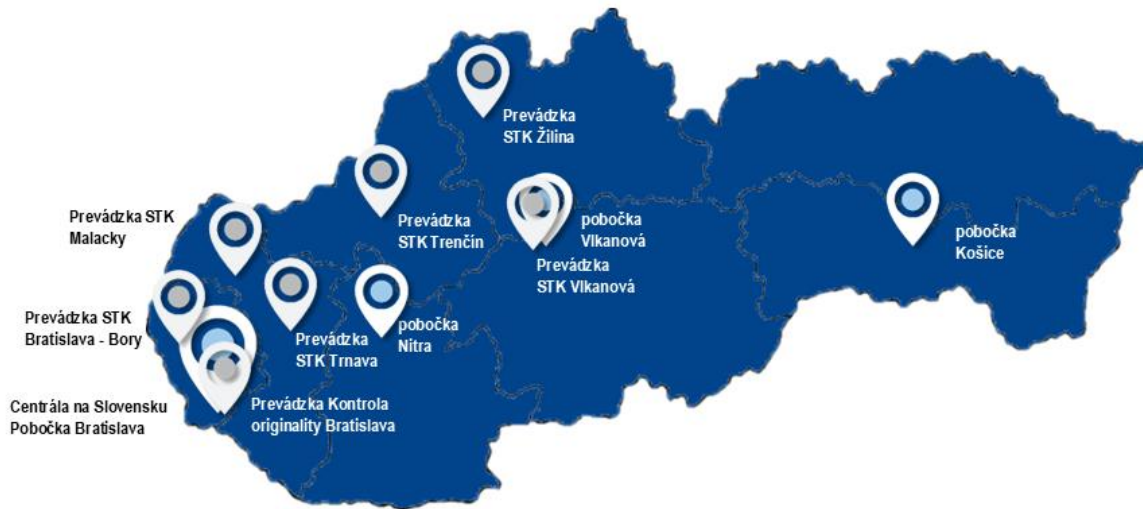 Prevádzka
STK Žilina
Prevádzka STK
Malacky
Prevádzka
STK Trenčín
pobočka
Vlkanová
Prevádzka
STK Vlkanová
pobočka
Košice
Prevádzka STK
Bratislava - Bory
Prevádzka
STK Trnava
pobočka
Nitra
Centrála na Slovensku
Pobočka Bratislava
Prevádzka Kontrola
originality Bratislava